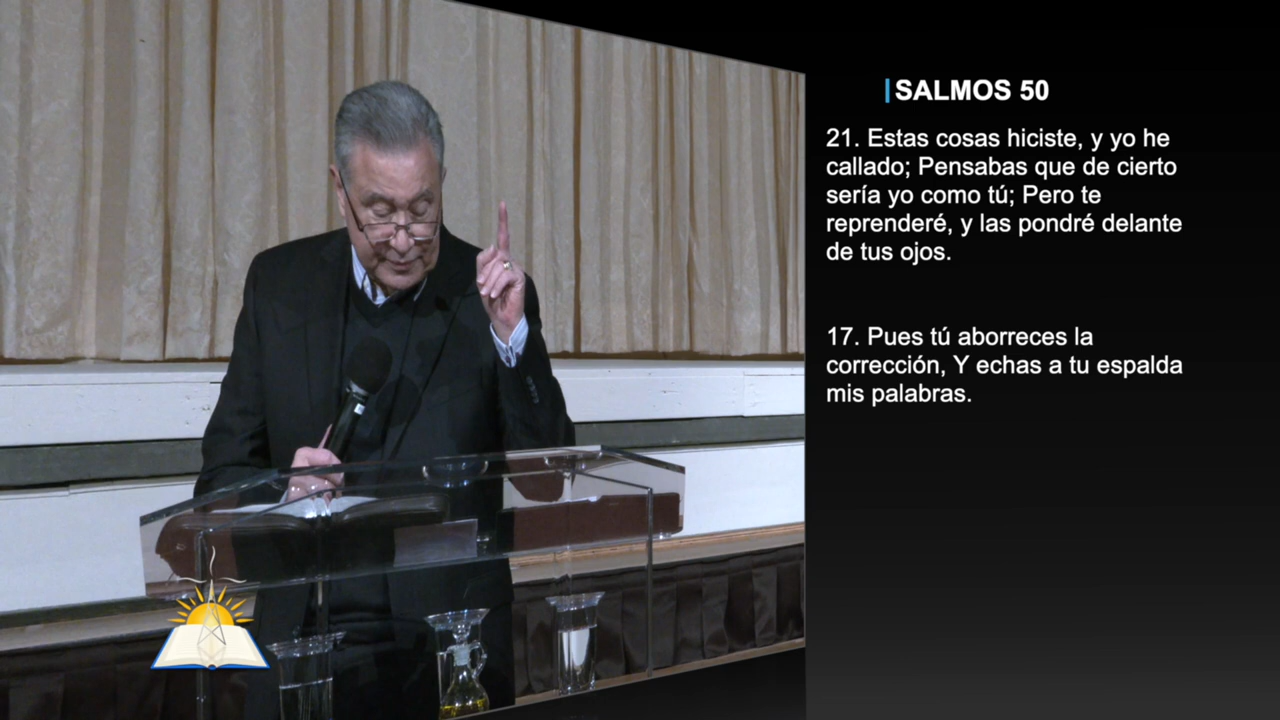 SALMOS 50
21. Estas cosas hiciste, y yo he
callado; Pensabas que de cierto
sería yo como tú; Pero te
reprenderé, y las pondré delante
de tus ojos.
17. Pues tú aborreces la
corrección, Y echas a tu espalda
mis palabras.